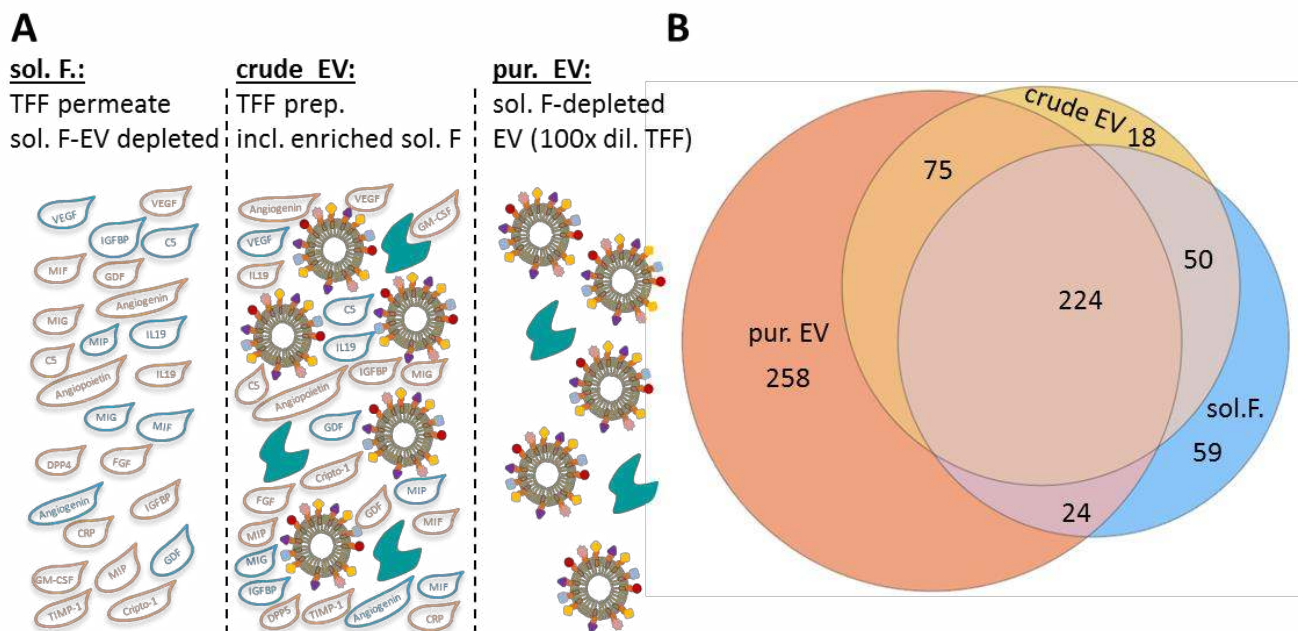 A
sol. F.:
TFF permeate
sol. F-EV depleted
VEGF
VEGF
IGFBP
C5
MIF
GDF
Angiogenin
MIG
MIP
IL19
C5
Angiopoietin
IL19
MIG
MIF
DPP4
FGF
Angiogenin
IGFBP
CRP
GDF
GM-CSF
MIP
TIMP-1
Cripto-1
crude EV:
TFF prep.
incl. enriched sol. F
Angiogenin
VEGF
GM-CSF
VEGF
IL19
C5
IL19
C5
Angiopoietin
IGFBP
MIG
GDF
Cripto-1
FGF
GDF
MIP
MIP
MIF
MIG
IGFBP
DPP5
TIMP-1
Angiogenin
MIF
CRP
pur. EV:
sol. F-depleted
EV (100x dil. TFF)
B
crude EV
18
75
50
224
pur. EV
258
sol.F.
59
24